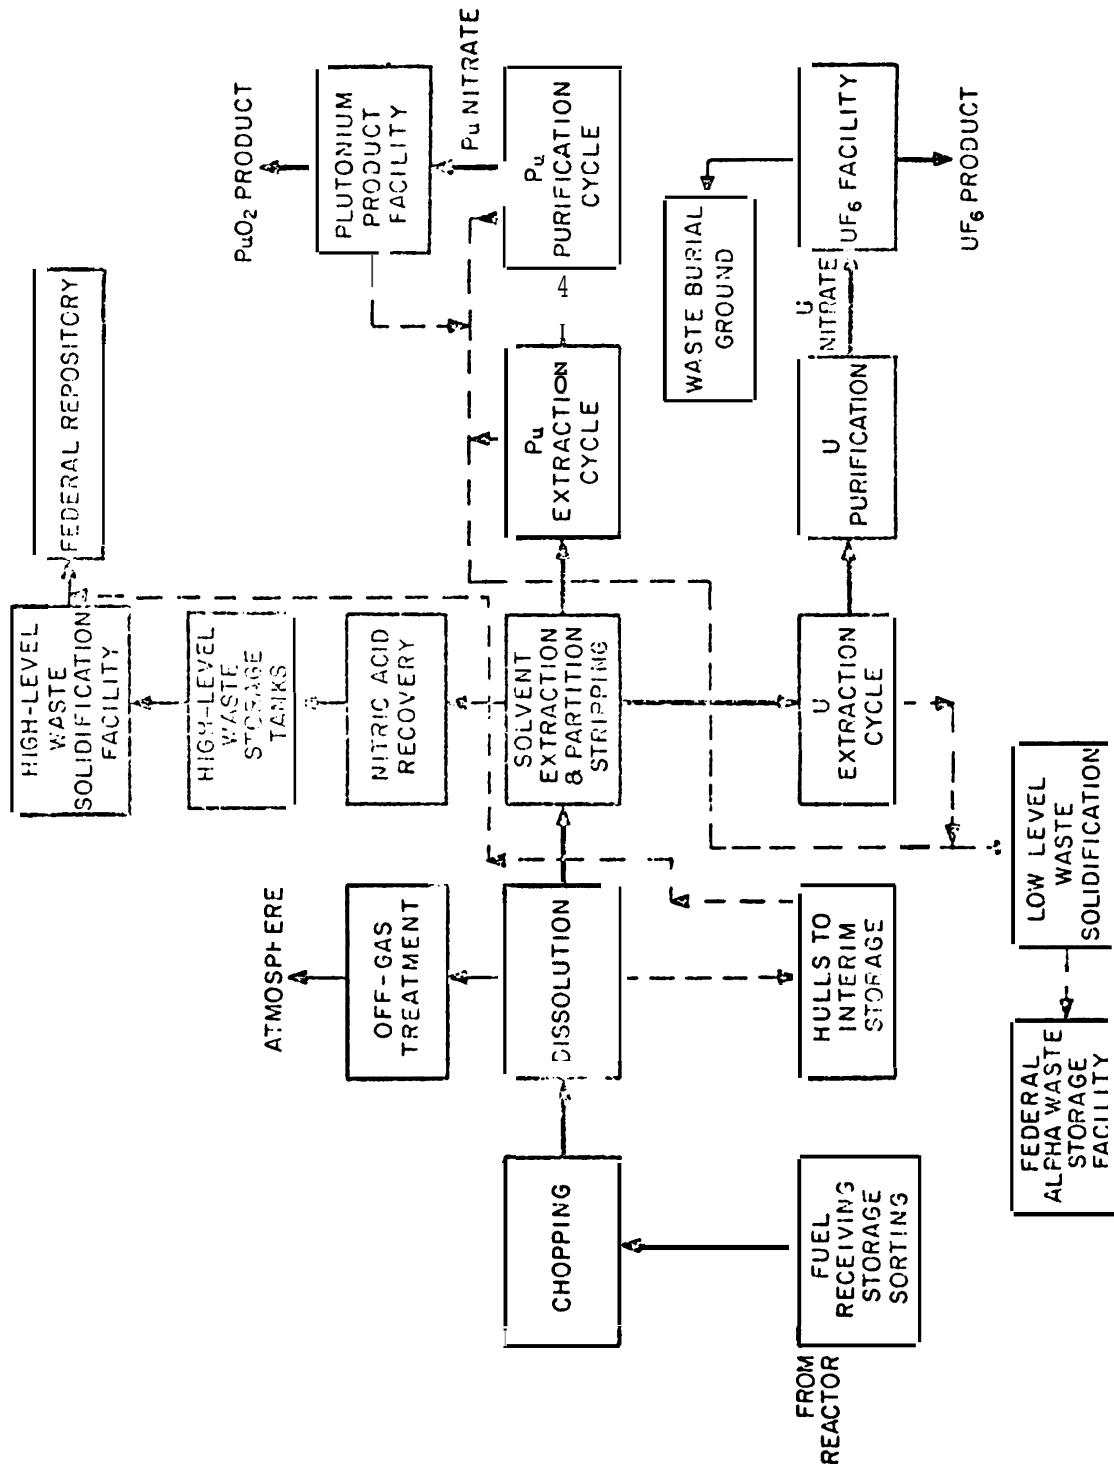 FROM
REACTOR
FUEL
RECEIVING
STORAGE
SORTING
CHOPPING
DISSOLUTION
OFF-GAS
TREATMENT
ATMOSPHERE
HULLS TO
INTERIM
STORAGE
SOLVENT
EXTRACTION
& PARTITION
STRIPPING
NITRIC ACID
RECOVERY
HIGH-LEVEL
WASTE
STORAGE
TANKS
HIGH-LEVEL
WASTE
SOLIDIFICATION
FACILITY
FEDERAL REPOSITORY
Pu
EXTRACTION
CYCLE
4
Pu
PURIFICATION
CYCLE
Pu NITRATE
PLUTONIUM
PRODUCT
FACILITY
PuO2 PRODUCT
U
EXTRACTION
CYCLE
U
PURIFICATION
U
NITRATE
UF6 FACILITY
UF6 PRODUCT
WASTE BURIAL
GROUND
LOW LEVEL
WASTE
SOLIDIFICATION
FEDERAL
ALPHA WASTE
STORAGE
FACILITY